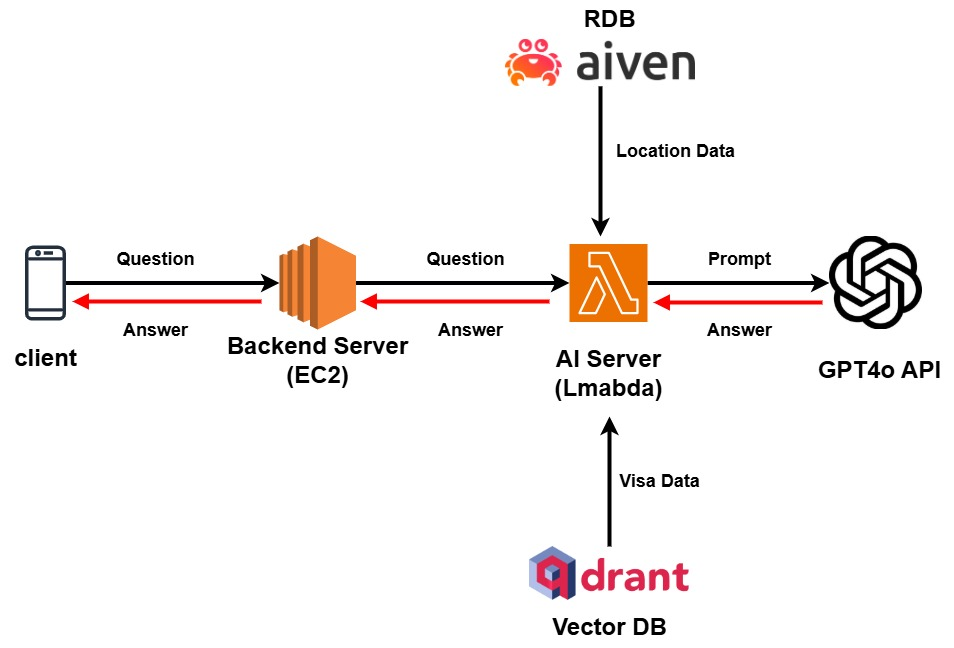 RDB
aiven
Location Data
Question
Question
Prompt
Answer
Answer
Answer
client
Backend Server
(EC2)
AI Server
(Lmabda)
GPT4o API
Visa Data
qdrant
Vector DB